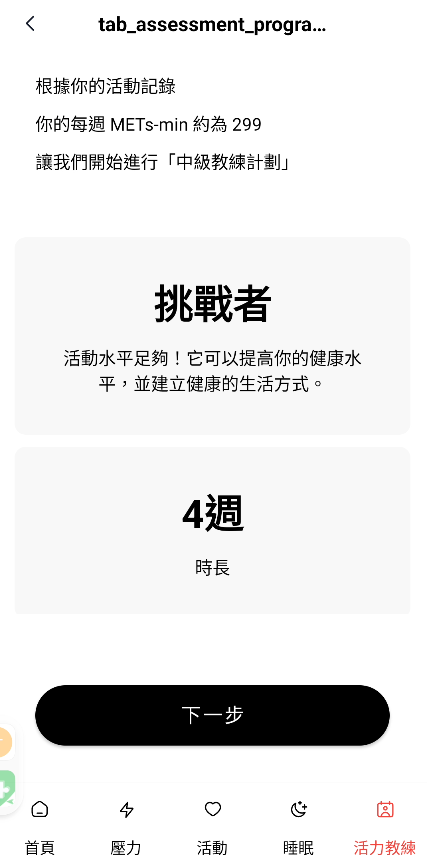 tab_assessment_progra...
根據你的活動記錄
你的每週 METs-min 約為 299
讓我們開始進行「中級教練計劃」
挑戰者
活動水平足夠！它可以提高你的健康水
平，並建立健康的生活方式。
4週
時長
下一步
首頁
壓力
活動
睡眠
活力教練